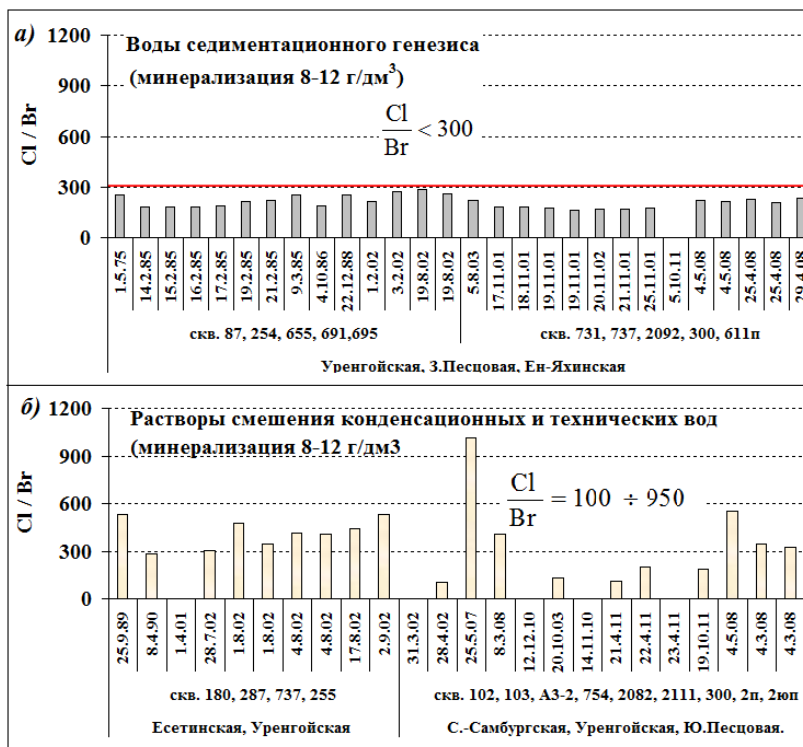 а)
1200
900
600
300
0
Cl / Br
Воды седиментационного генезиса
(минерализация 8-12 г/дм³)
Cl
Br
< 300
1.5.75 14.2.85 15.2.85 16.2.85 17.2.85 19.2.85 21.2.85 9.3.85 4.10.86 22.12.88 1.2.02 3.2.02 19.8.02 19.8.02 5.8.03 17.11.01 18.11.01 19.11.01 19.11.01 20.11.02 21.11.01 25.11.01 5.10.11 4.5.08 4.5.08 25.4.08 25.4.08 29.4.08
скв. 87, 254, 655, 691,695 скв. 731, 737, 2092, 300, 611п
Уренгойская, З.Песцовая, Ен-Яхинская
б)
1200
900
600
300
0
Cl / Br
Растворы смешения конденсационных и технических вод
(минерализация 8-12 г/дм3
Cl
Br
= 100 ÷ 950
25.9.89 8.4.90 1.4.01 28.7.02 1.8.02 1.8.02 4.8.02 4.8.02 17.8.02 2.9.02 31.3.02 28.4.02 25.5.07 8.3.08 12.12.10 20.10.03 14.11.10 21.4.11 22.4.11 23.4.11 19.10.11 4.5.08 4.3.08 4.3.08
скв. 180, 287, 737, 255 скв. 102, 103, АЗ-2, 754, 2082, 2111, 300, 2п, 2юп
Есетинская, Уренгойская С.-Самбургская, Уренгойская, Ю.Песцовая.